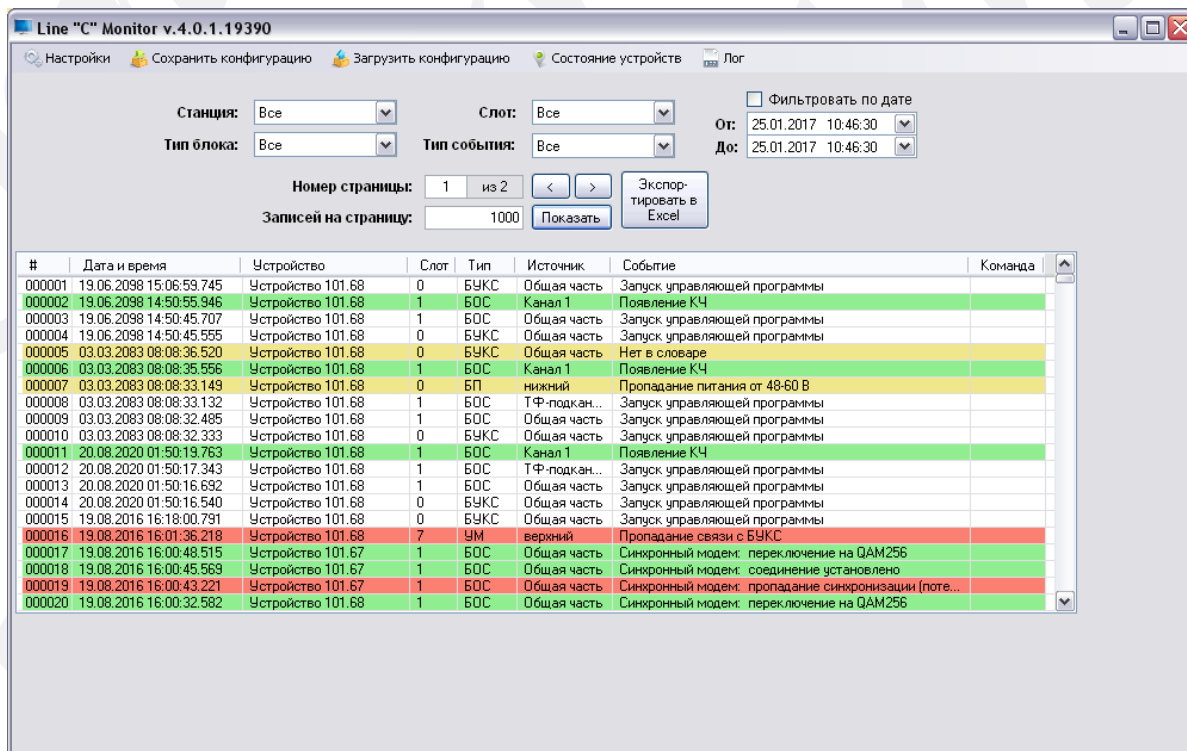 Line "C" Monitor v.4.0.1.19390
Настройки Сохранить конфигурацию Загрузить конфигурацию Состояние устройств Лог
Фильтровать по дате
Станция: Все Слот: Все
От: 25.01.2017 10:46:30
Тип блока: Все Тип события: Все
До: 25.01.2017 10:46:30
Номер страницы: 1 из 2 < >
Экспор-
тировать в
Excel
Записей на страницу: 1000 Показать
# Дата и время Устройство Слот Тип Источник Событие Команда
000001 19.06.2098 15:06:59.745 Устройство 101.68 0 БУКС Общая часть Запуск управляющей программы
000002 19.06.2098 14:50:55.946 Устройство 101.68 1 БОС Канал 1 Появление КЧ
000003 19.06.2098 14:50:45.707 Устройство 101.68 1 БОС Общая часть Запуск управляющей программы
000004 19.06.2098 14:50:45.555 Устройство 101.68 0 БУКС Общая часть Запуск управляющей программы
000005 03.03.2083 08:08:36.520 Устройство 101.68 0 БУКС Общая часть Нет в словаре
000006 03.03.2083 08:08:35.556 Устройство 101.68 1 БОС Канал 1 Появление КЧ
000007 03.03.2083 08:08:33.149 Устройство 101.68 0 БП нижний Пропадание питания от 48-60 В
000008 03.03.2083 08:08:33.132 Устройство 101.68 1 БОС ТФ-подкан... Запуск управляющей программы
000009 03.03.2083 08:08:32.485 Устройство 101.68 1 БОС Общая часть Запуск управляющей программы
000010 03.03.2083 08:08:32.333 Устройство 101.68 0 БУКС Общая часть Запуск управляющей программы
000011 20.08.2020 01:50:19.763 Устройство 101.68 1 БОС Канал 1 Появление КЧ
000012 20.08.2020 01:50:17.343 Устройство 101.68 1 БОС ТФ-подкан... Запуск управляющей программы
000013 20.08.2020 01:50:16.692 Устройство 101.68 1 БОС Общая часть Запуск управляющей программы
000014 20.08.2020 01:50:16.540 Устройство 101.68 0 БУКС Общая часть Запуск управляющей программы
000015 19.08.2016 16:18:00.791 Устройство 101.68 0 БУКС Общая часть Запуск управляющей программы
000016 19.08.2016 16:01:36.218 Устройство 101.68 7 УМ верхний Пропадание связи с БУКС
000017 19.08.2016 16:00:48.515 Устройство 101.67 1 БОС Общая часть Синхронный модем: переключение на QAM256
000018 19.08.2016 16:00:45.569 Устройство 101.67 1 БОС Общая часть Синхронный модем: соединение установлено
000019 19.08.2016 16:00:43.221 Устройство 101.67 1 БОС Общая часть Синхронный модем: пропадание синхронизации (поте...
000020 19.08.2016 16:00:32.582 Устройство 101.68 1 БОС Общая часть Синхронный модем: переключение на QAM256